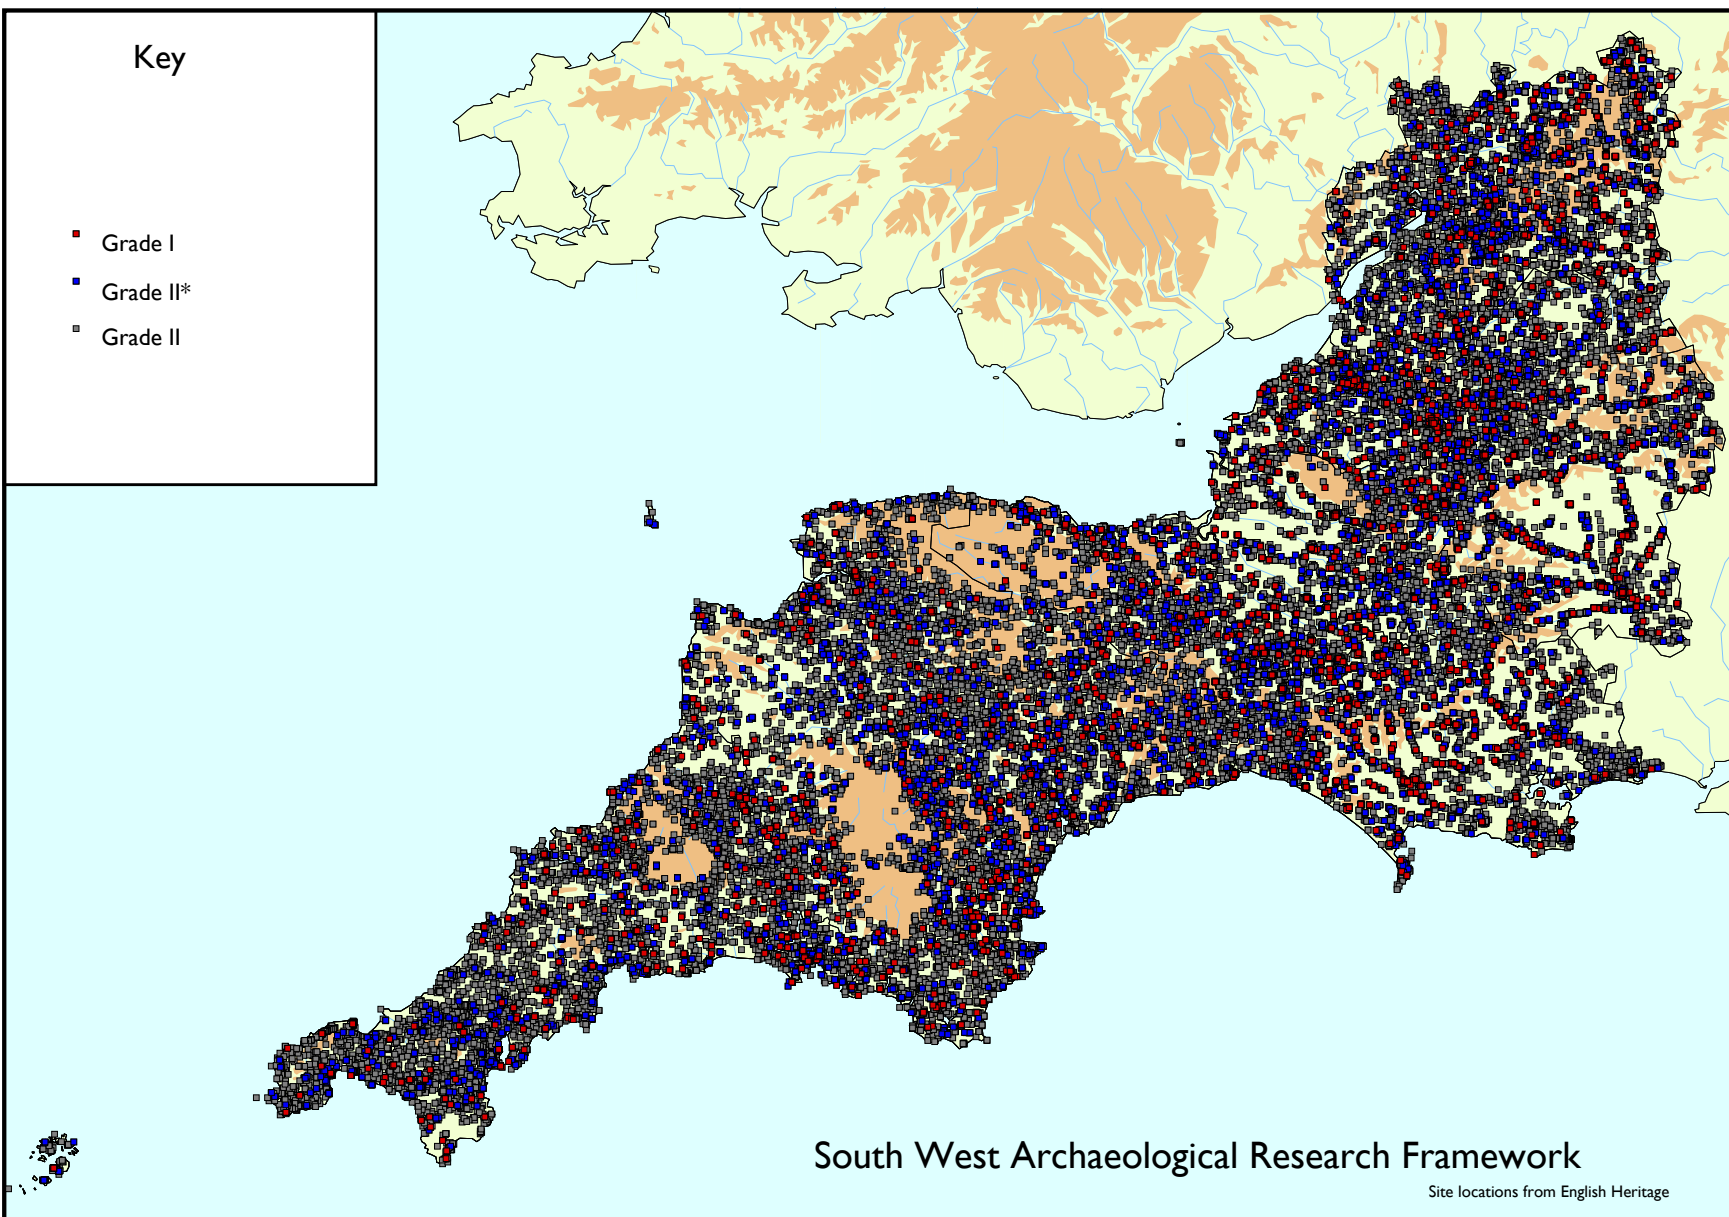 Key
Grade I
Grade II*
Grade II
South West Archaeological Research Framework
Site locations from English Heritage